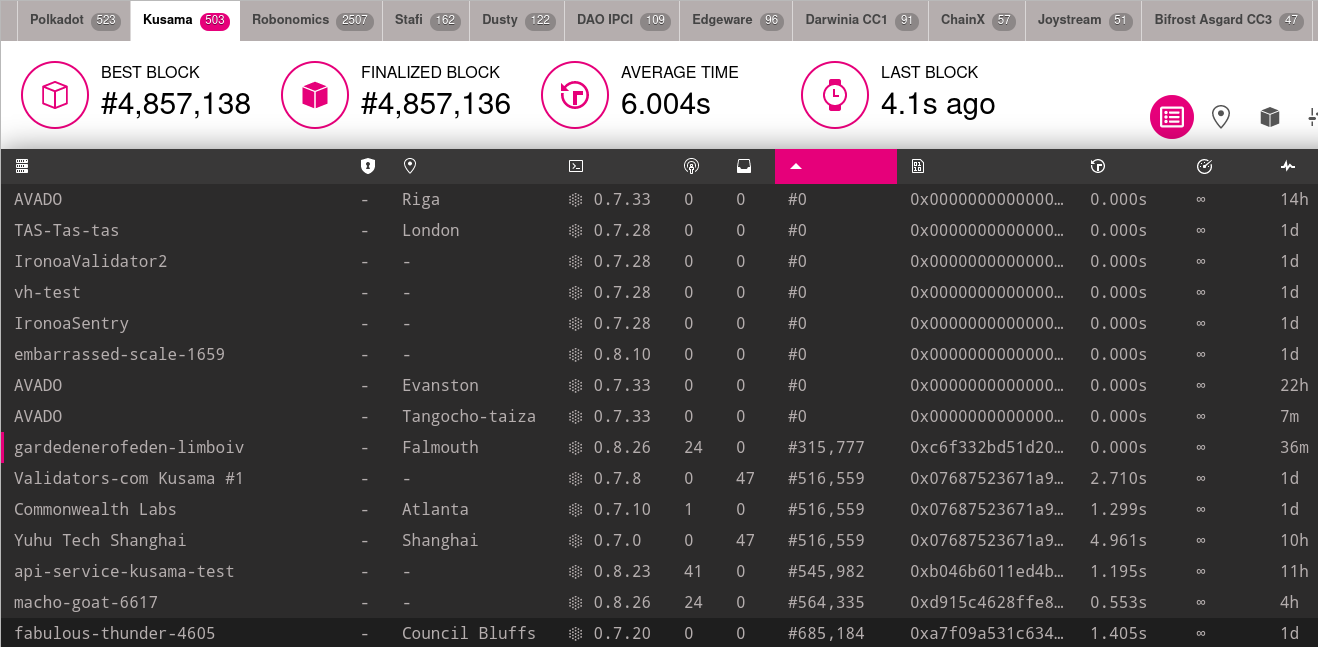 Polkadot 523 Kusama 503 Robonomics 2507 Stafi 162 Dusty 122 DAO IPCI 109 Edgeware 96 Darwinia CC1 91 ChainX 57 Joystream 51 Bifrost Asgard CC3 47
BEST BLOCK FINALIZED BLOCK AVERAGE TIME LAST BLOCK
#4,857,138 #4,857,136 6.004s 4.1s ago
AVADO - Riga 0.7.33 0 0 #0 0x0000000000000… 0.000s ∞ 14h
TAS-Tas-tas - London 0.7.28 0 0 #0 0x0000000000000… 0.000s ∞ 1d
IronoaValidator2 - - 0.7.28 0 0 #0 0x0000000000000… 0.000s ∞ 1d
vh-test - - 0.7.28 0 0 #0 0x0000000000000… 0.000s ∞ 1d
IronoaSentry - - 0.7.28 0 0 #0 0x0000000000000… 0.000s ∞ 1d
embarrassed-scale-1659 - - 0.8.10 0 0 #0 0x0000000000000… 0.000s ∞ 1d
AVADO - Evanston 0.7.33 0 0 #0 0x0000000000000… 0.000s ∞ 22h
AVADO - Tangocho-taiza 0.7.33 0 0 #0 0x0000000000000… 0.000s ∞ 7m
gardedenerofeden-limboiv - Falmouth 0.8.26 24 0 #315,777 0xc6f332bd51d20… 0.000s ∞ 36m
Validators-com Kusama #1 - - 0.7.8 0 47 #516,559 0x07687523671a9… 2.710s ∞ 1d
Commonwealth Labs - Atlanta 0.7.10 1 0 #516,559 0x07687523671a9… 1.299s ∞ 1d
Yuhu Tech Shanghai - Shanghai 0.7.0 0 47 #516,559 0x07687523671a9… 4.961s ∞ 10h
api-service-kusama-test - - 0.8.23 41 0 #545,982 0xb046b6011ed4b… 1.195s ∞ 11h
macho-goat-6617 - - 0.8.26 24 0 #564,335 0xd915c4628ffe8… 0.553s ∞ 4h
fabulous-thunder-4605 - Council Bluffs 0.7.20 0 0 #685,184 0xa7f09a531c634… 1.405s ∞ 1d